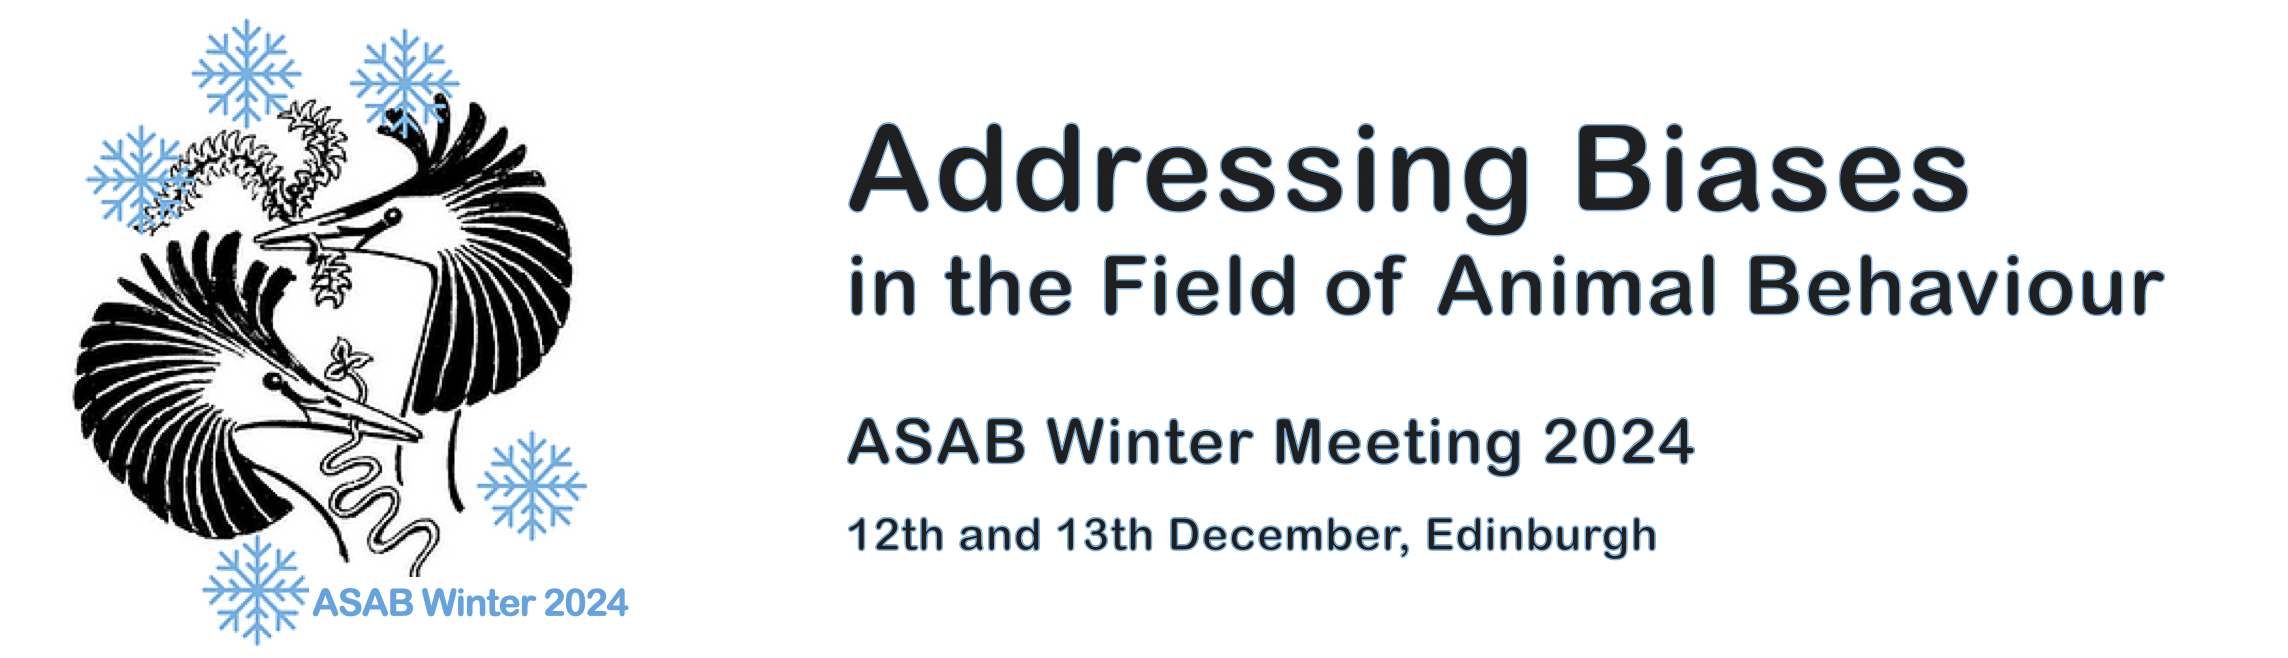 Addressing Biases
in the Field of Animal Behaviour
ASAB Winter Meeting 2024
12th and 13th December, Edinburgh
ASAB Winter 2024